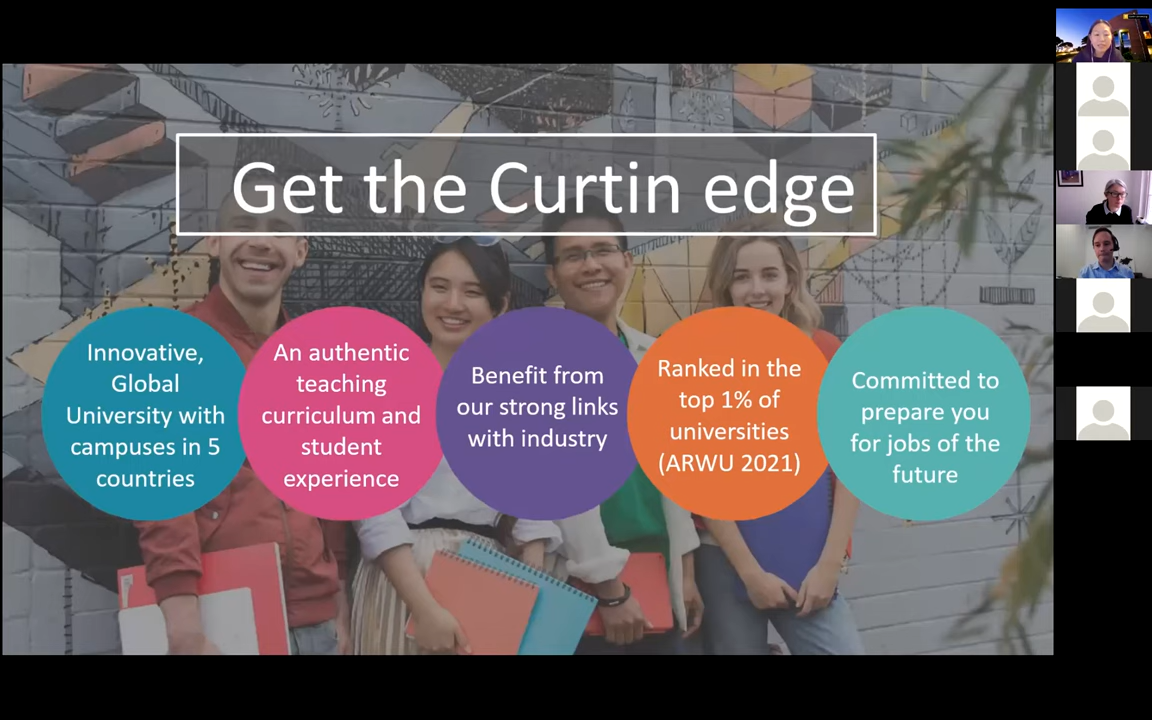 Get the Curtin edge
Innovative,
Global
University with
campuses in 5
countries
An authentic
teaching
curriculum and
student
experience
Benefit from
our strong links
with industry
Ranked in the
top 1% of
universities
(ARWU 2021)
Committed to
prepare you
for jobs of the
future